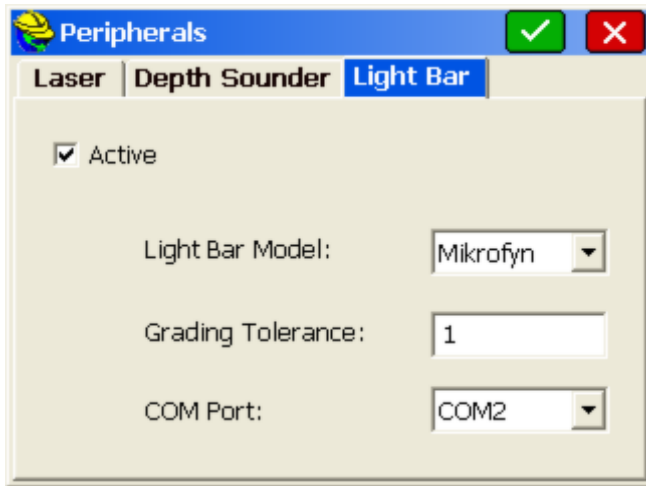 Peripherals
Laser Depth Sounder Light Bar
Active
Light Bar Model: Mikrofyn
Grading Tolerance: 1
COM Port: COM2